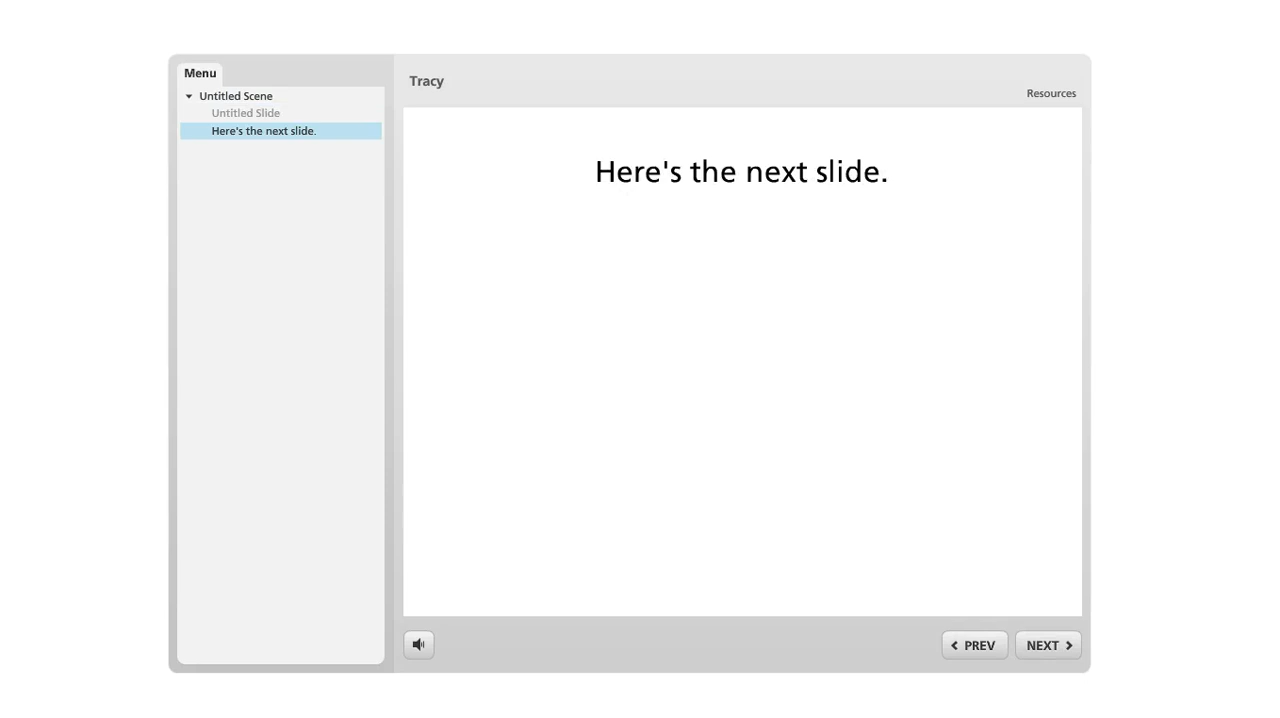 Menu
Untitled Scene
Untitled Slide
Here's the next slide.
Tracy
Resources
Here's the next slide.
PREV
NEXT